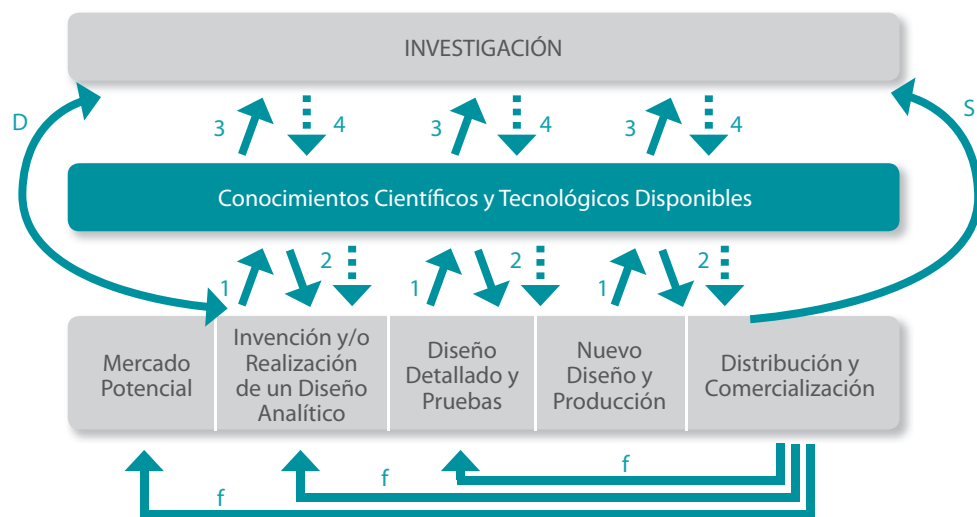 INVESTIGACIÓN
D
S
3
4
3
4
3
4
Conocimientos Científicos y Tecnológicos Disponibles
1
2
1
2
1
2
Mercado
Potencial
Invención y/o
Realización
de un Diseño
Analítico
Diseño
Detallado y
Pruebas
Nuevo
Diseño y
Producción
Distribución y
Comercialización
f
f
f